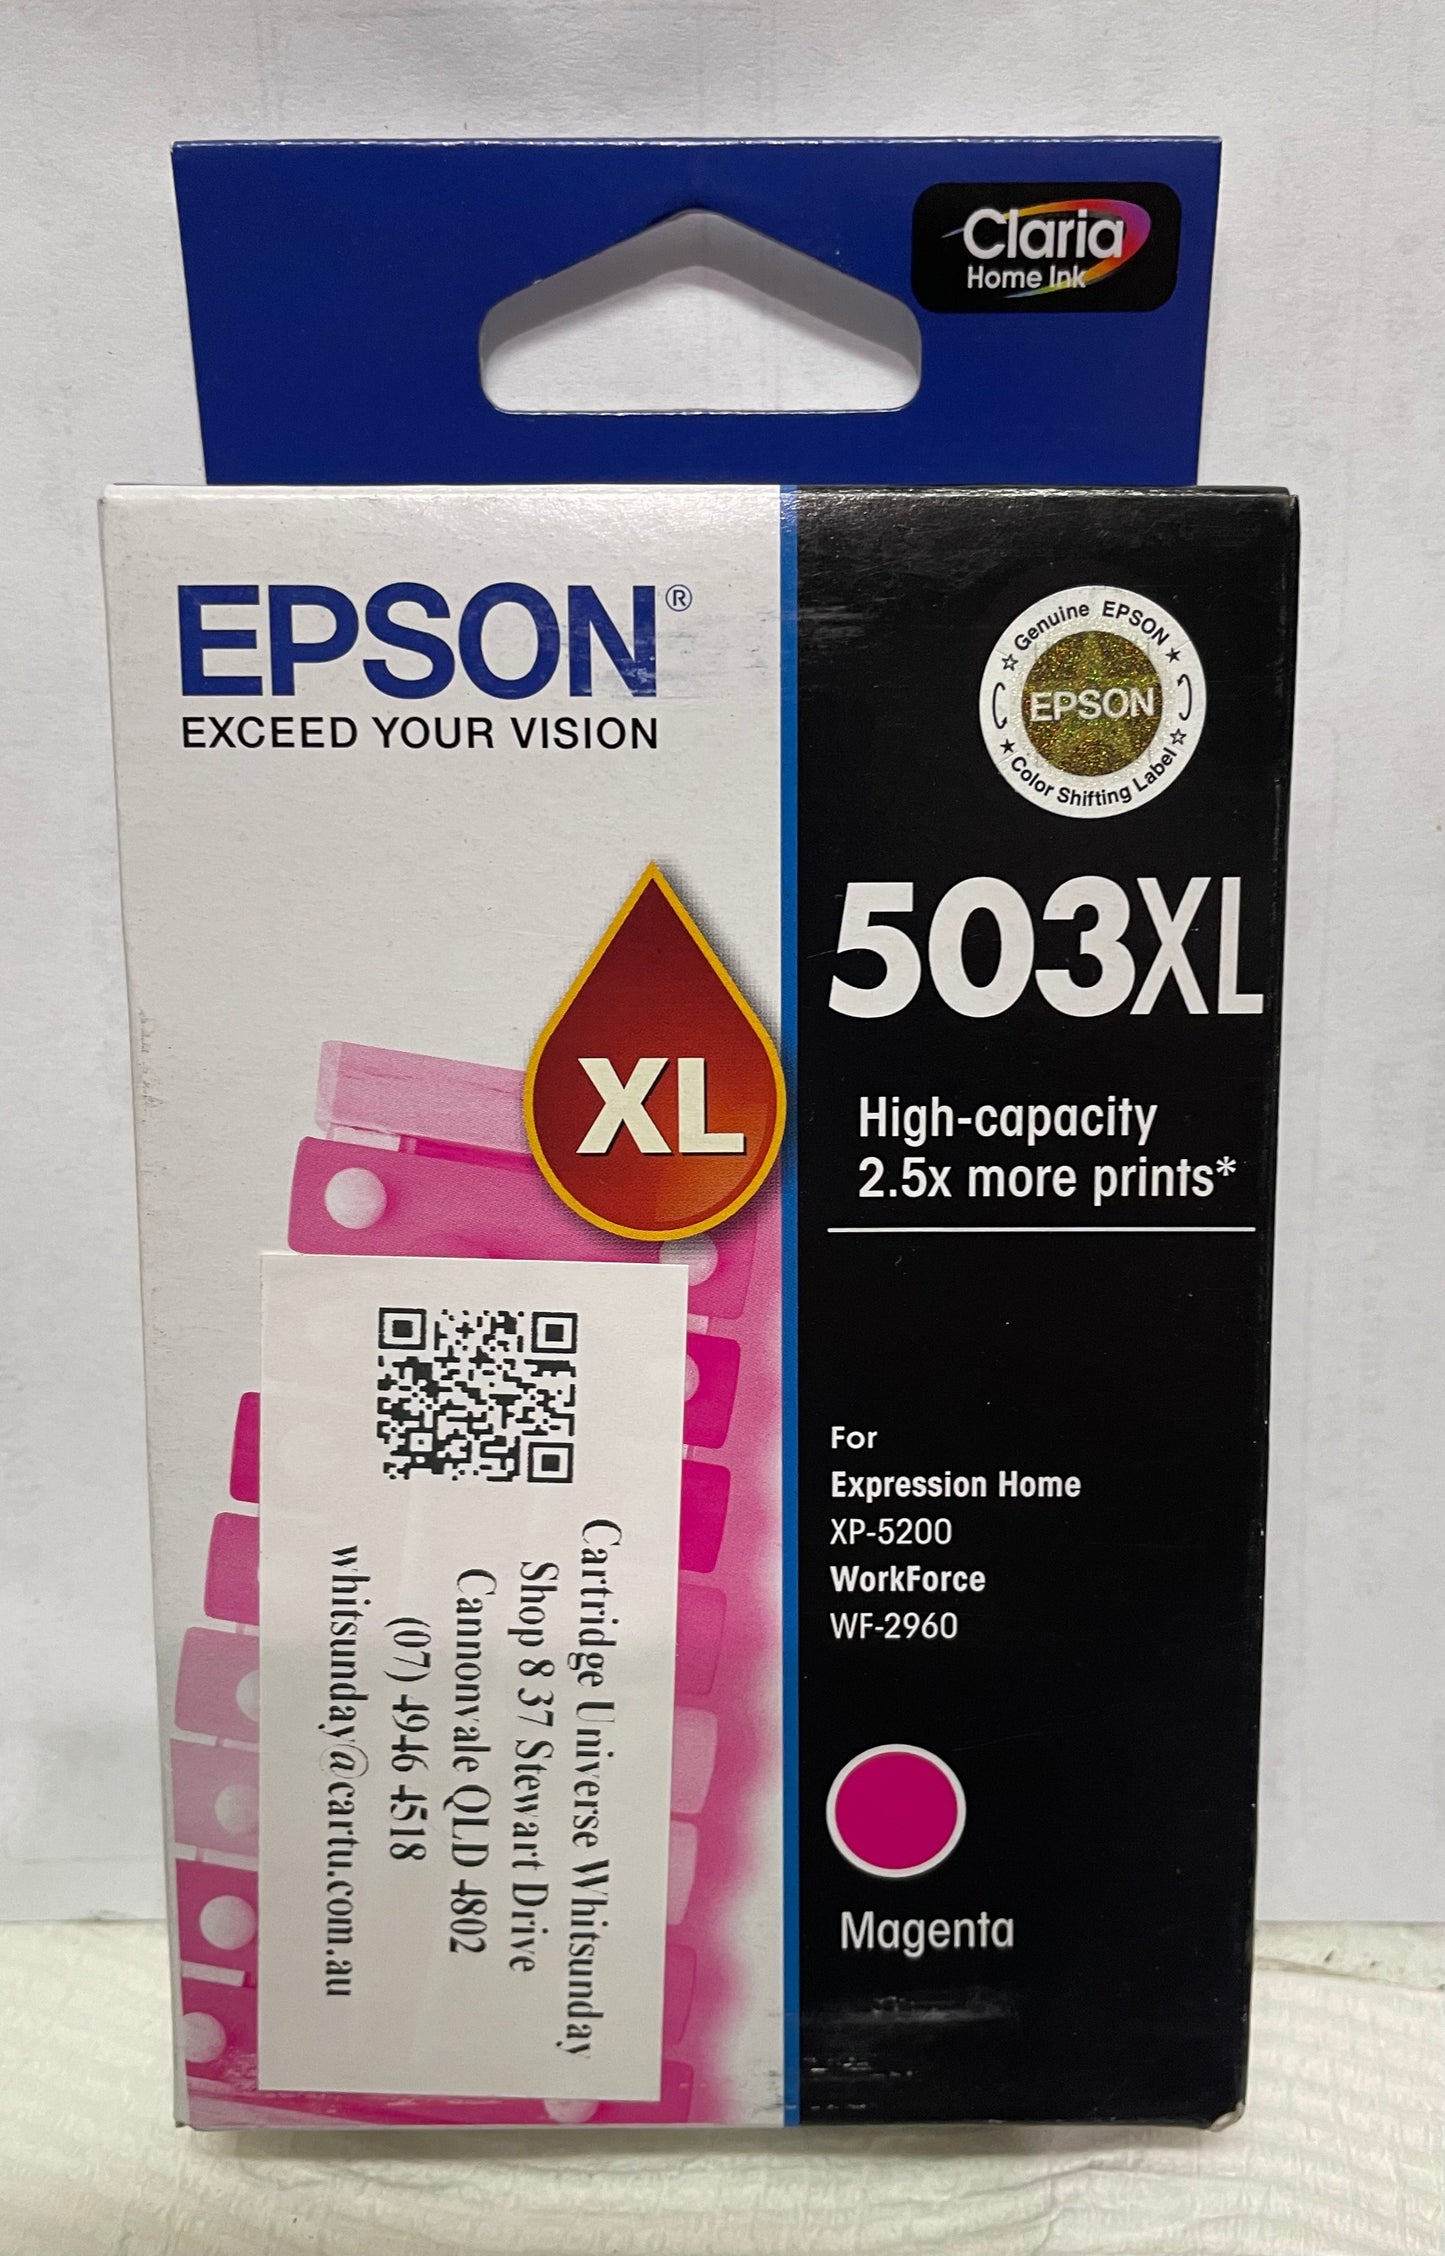 Claria
Home Ink
EPSON®
EXCEED YOUR VISION
Genuine EPSON
EPSON
Color Shifting Label
503XL
XL
High-capacity
2.5x more prints*
For
Expression Home
XP-5200
WorkForce
WF-2960
Magenta
Cartridge Universe Whitsunday
Shop 8 37 Stewart Drive
Cannonvale QLD 4802
(07) 4946 4518
whitsunday@cartu.com.au